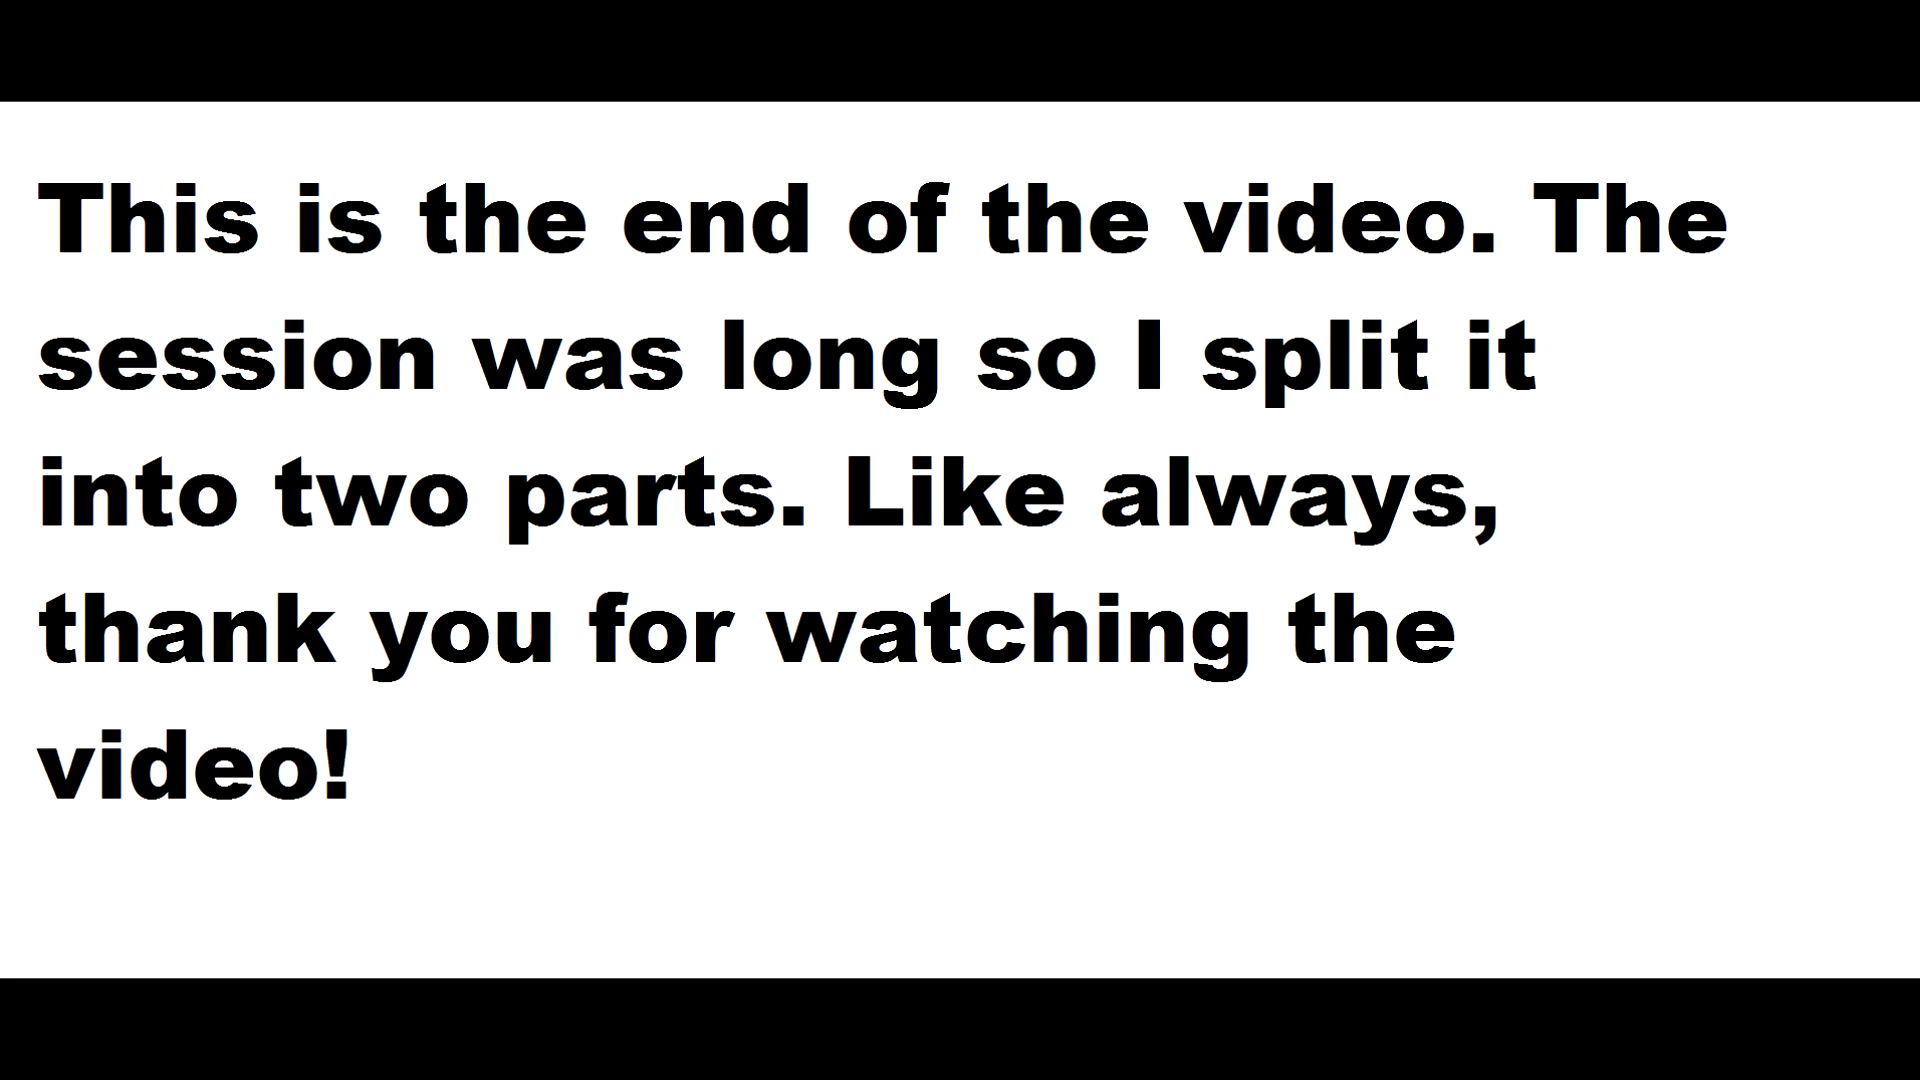 This is the end of the video. The
session was long so I split it
into two parts. Like always,
thank you for watching the
video!